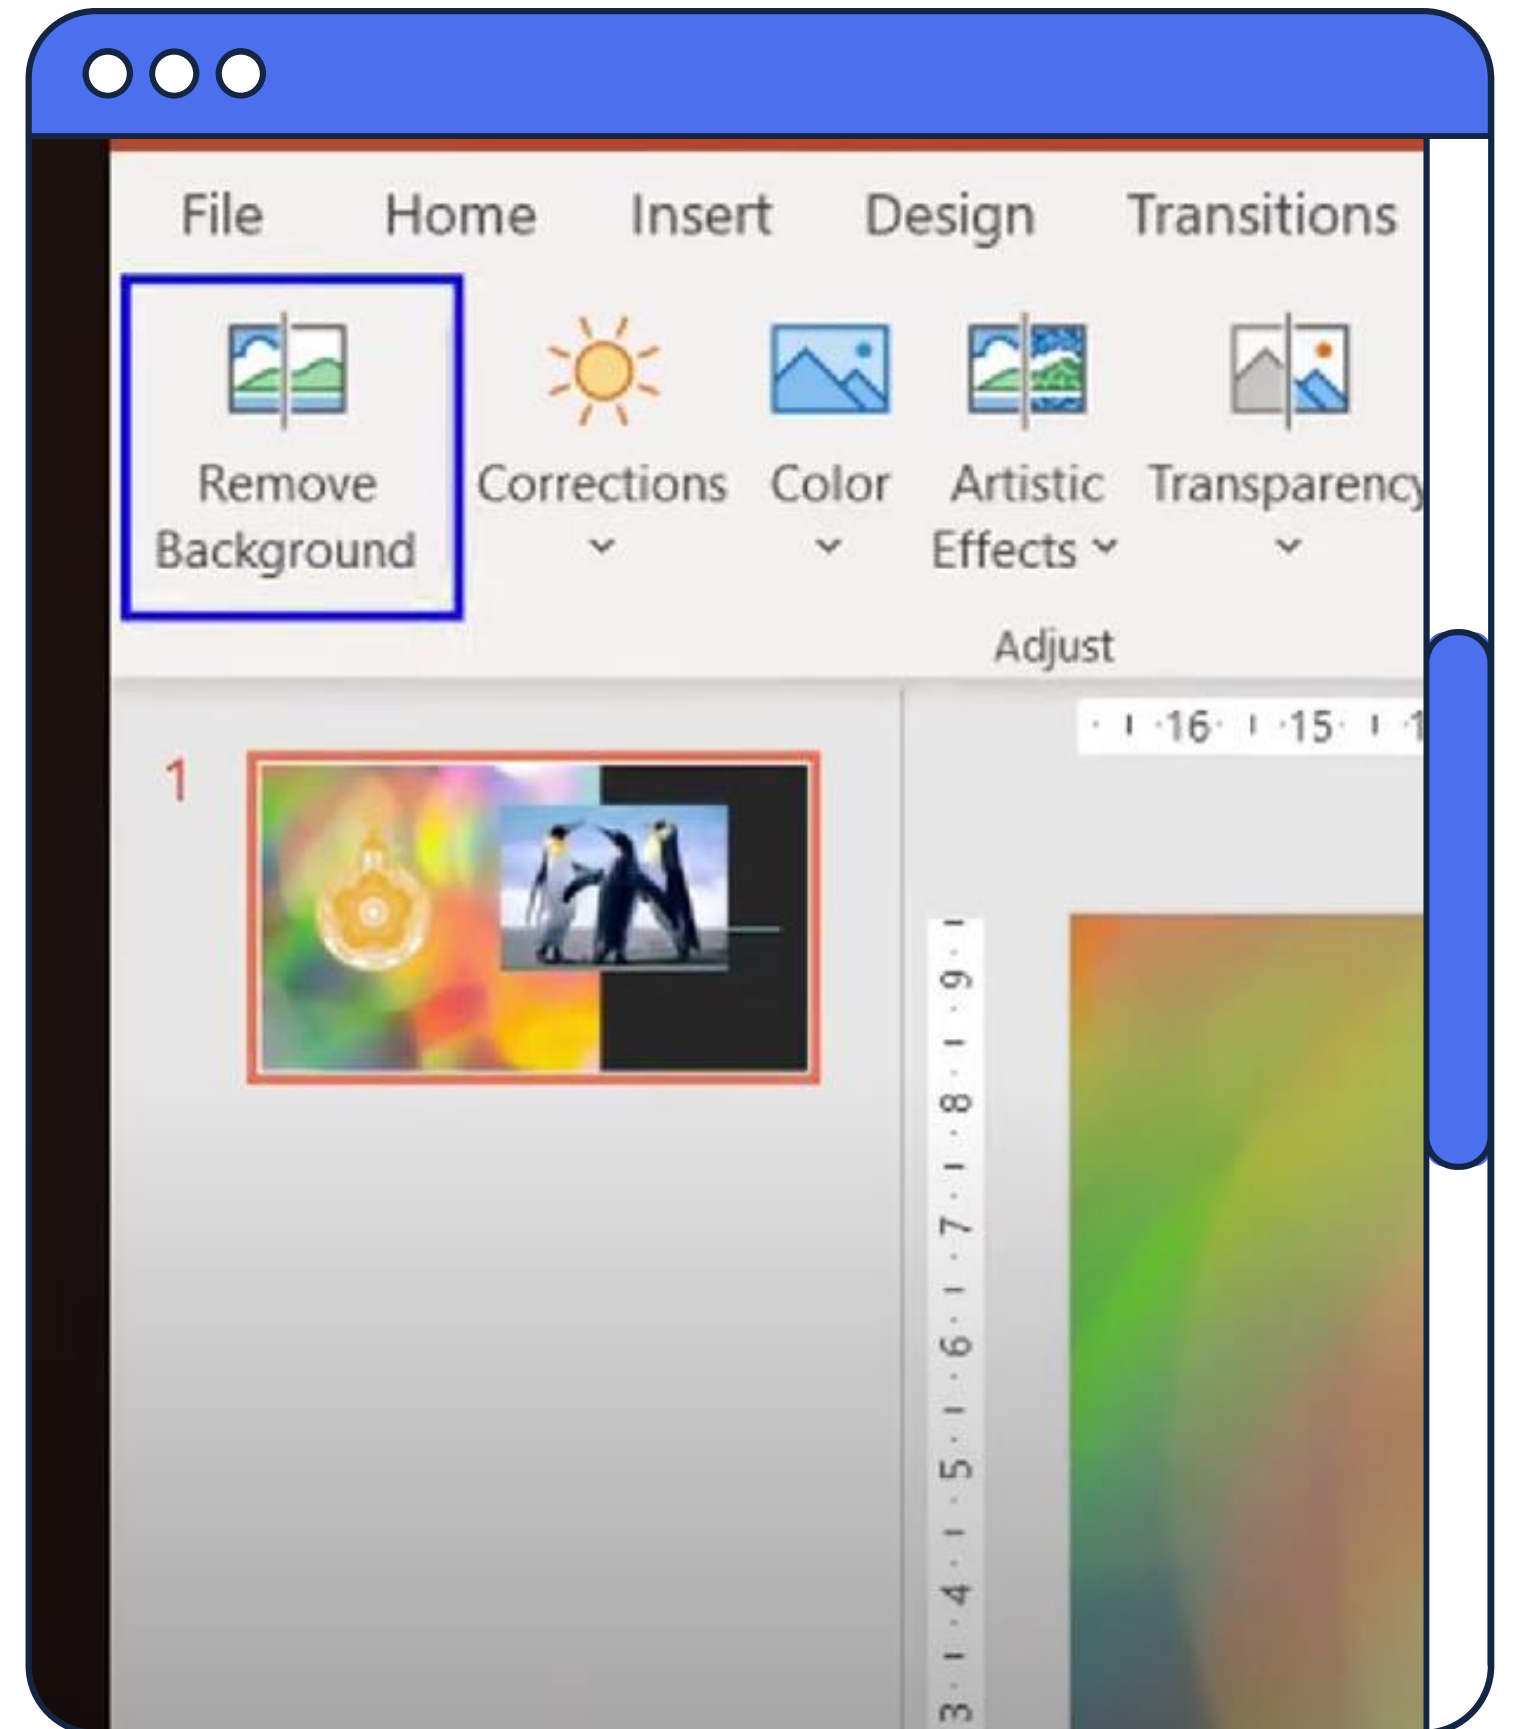 File Home Insert Design Transitions
Remove Background
Corrections
Color
Artistic Effects
Transparency
Adjust
1
16 15
9
8
7
6
5
4
3